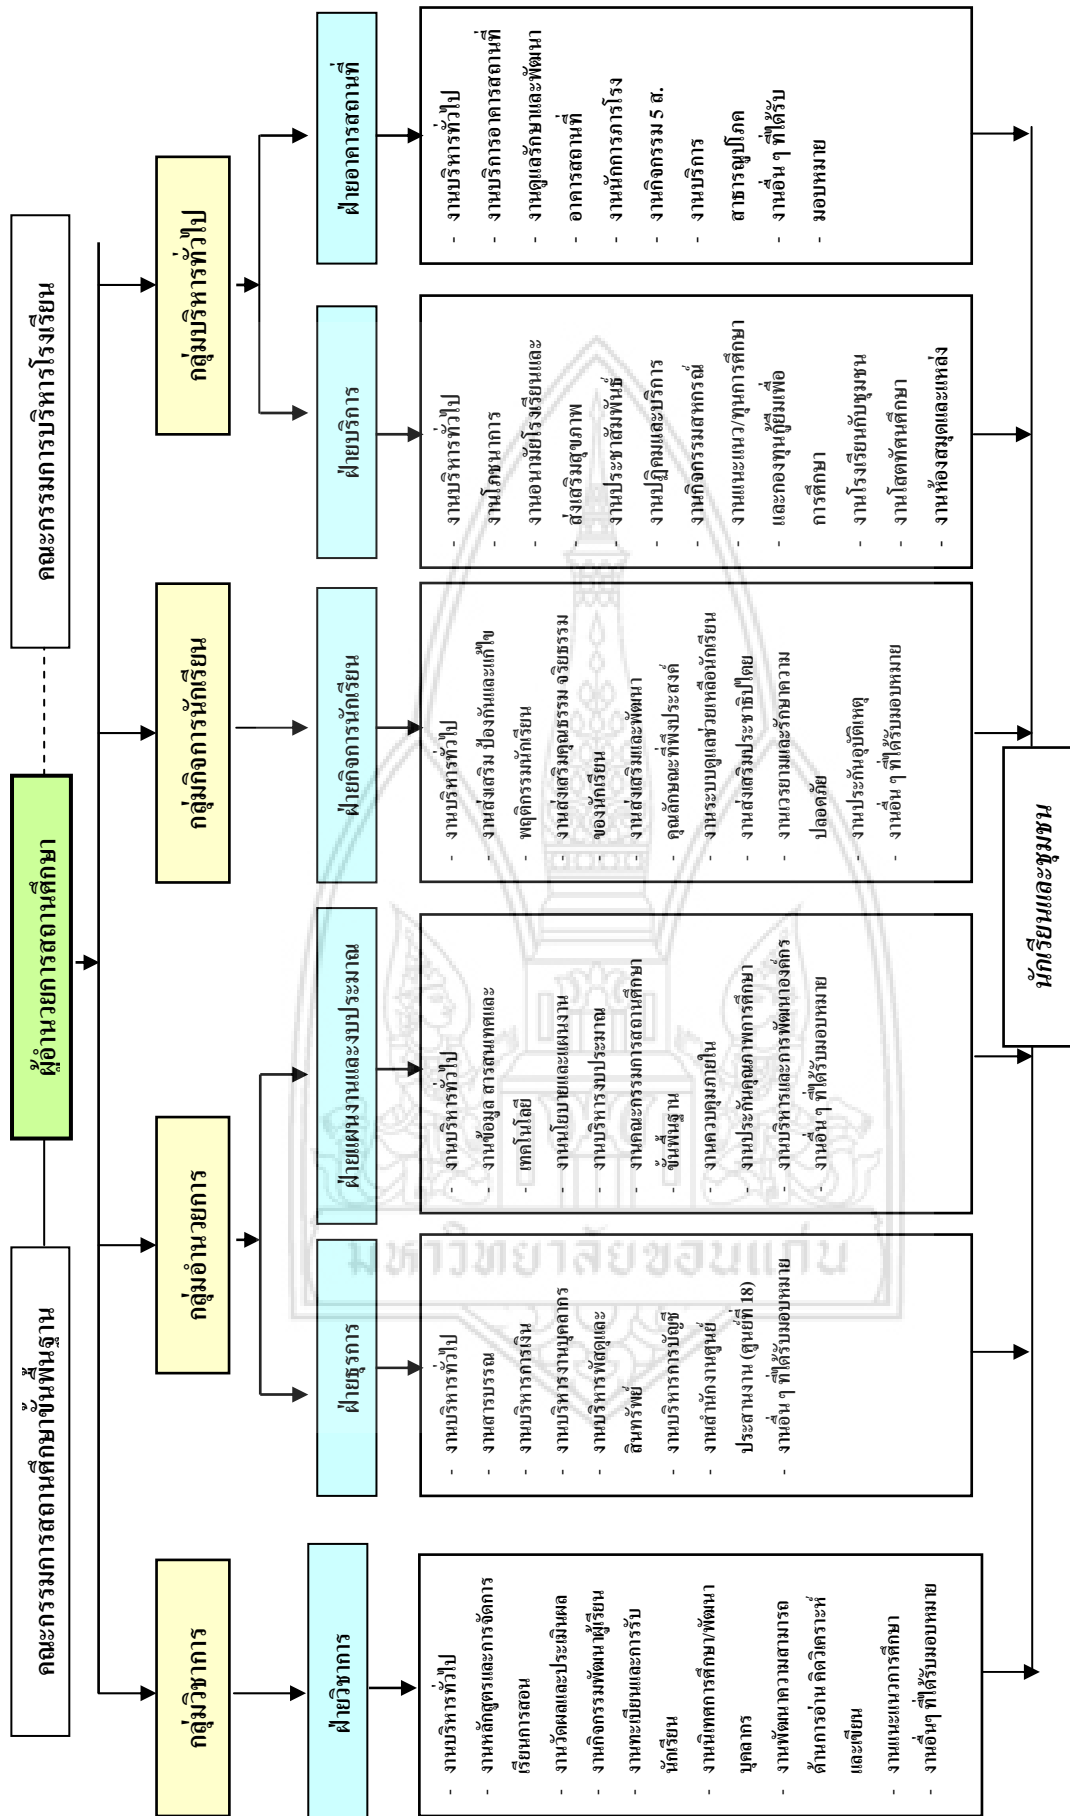 คณะกรรมการสถานศึกษาขั้นพื้นฐาน
ผู้อำนวยการสถานศึกษา
คณะกรรมการบริหารโรงเรียน
กลุ่มวิชาการ
กลุ่มอำนวยการ
กลุ่มกิจการนักเรียน
กลุ่มบริหารทั่วไป
ฝ่ายวิชาการ
ฝ่ายธุรการ
ฝ่ายแผนงานและงบประมาณ
ฝ่ายกิจการนักเรียน
ฝ่ายบริการ
ฝ่ายอาคารสถานที่
- งานบริหารทั่วไป
- งานหลักสูตรและการจัดการ
เรียนการสอน
- งานวัดผลและประเมินผล
- งานกิจกรรมพัฒนาผู้เรียน
- งานทะเบียนและการรับ
นักเรียน
- งานนิเทศการศึกษา/พัฒนา
บุคลากร
- งานพัฒนาความสามารถ
ด้านการอ่าน คิดวิเคราะห์
และเขียน
- งานแนะแนวการศึกษา
- งานอื่นๆ ที่ได้รับมอบหมาย
- งานบริหารทั่วไป
- งานสารบรรณ
- งานบริหารการเงิน
- งานบริหารงานบุคลากร
- งานบริหารพัสดุและ
สินทรัพย์
- งานบริหารการบัญชี
- งานสำนักงานศูนย์
ประสานงาน (ศูนย์ที่ 18)
- งานอื่น ๆ ที่ได้รับมอบหมาย
- งานบริหารทั่วไป
- งานข้อมูล สารสนเทศและ
- เทคโนโลยี
- งานนโยบายและแผนงาน
- งานบริหารงบประมาณ
- งานคณะกรรมการสถานศึกษา
- ขั้นพื้นฐาน
- งานควบคุมภายใน
- งานประกันคุณภาพการศึกษา
- งานบริหารและการพัฒนาองค์กร
- งานอื่น ๆ ที่ได้รับมอบหมาย
- งานบริหารทั่วไป
- งานส่งเสริม ป้องกันและแก้ไข
- พฤติกรรมนักเรียน
- งานส่งเสริมคุณธรรม จริยธรรม
- ของนักเรียน
- งานส่งเสริมและพัฒนา
- คุณลักษณะที่พึงประสงค์
- งานระบบดูแลช่วยเหลือนักเรียน
- งานส่งเสริมประชาธิปไตย
- งานเวรยามและรักษาความ
ปลอดภัย
- งานประกันอุบัติเหตุ
- งานอื่น ๆ ที่ได้รับมอบหมาย
- งานบริหารทั่วไป
- งานโภชนาการ
- งานอนามัยโรงเรียนและ
- ส่งเสริมสุขภาพ
- งานประชาสัมพันธ์
- งานปฏิคมและบริการ
- งานกิจกรรมสหกรณ์
- งานแนะแนว/ทุนการศึกษา
- และกองทุนกู้ยืมเพื่อ
การศึกษา
- งานโรงเรียนกับชุมชน
- งานโสตทัศนศึกษา
- งานห้องสมุดและแหล่ง
- งานบริหารทั่วไป
- งานบริการอาคารสถานที่
- งานดูแลรักษาและพัฒนา
- อาคารสถานที่
- งานนักการภารโรง
- งานกิจกรรม 5 ส.
- งานบริการ
สาธารณูปโภค
- งานอื่น ๆ ที่ได้รับ
- มอบหมาย
นักเรียนและชุมชน
มหาวิทยาลัยขอนแก่น